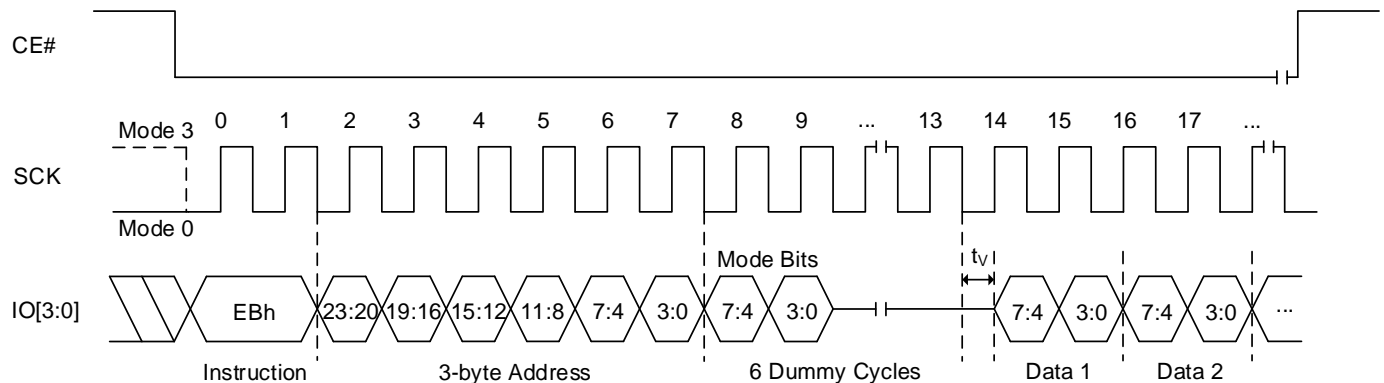 CE#
0 1 2 3 4 5 6 7 8 9 ... 13 14 15 16 17 ...
Mode 3
SCK
Mode 0
Mode Bits tV
IO[3:0] EBh 23:20 19:16 15:12 11:8 7:4 3:0 7:4 3:0 7:4 3:0 7:4 3:0 ...
Instruction 3-byte Address 6 Dummy Cycles Data 1 Data 2